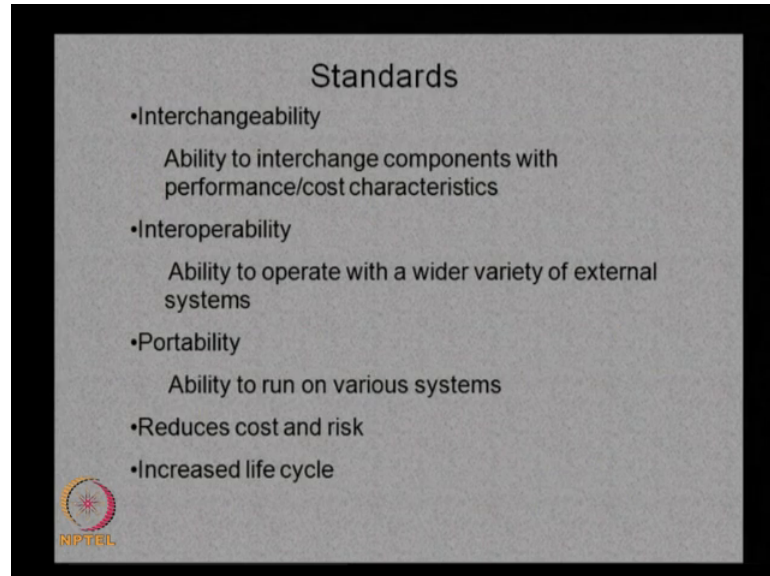 Standards
•Interchangeability
Ability to interchange components with
performance/cost characteristics
•Interoperability
Ability to operate with a wider variety of external
systems
•Portability
Ability to run on various systems
•Reduces cost and risk
•Increased life cycle
NPTEL